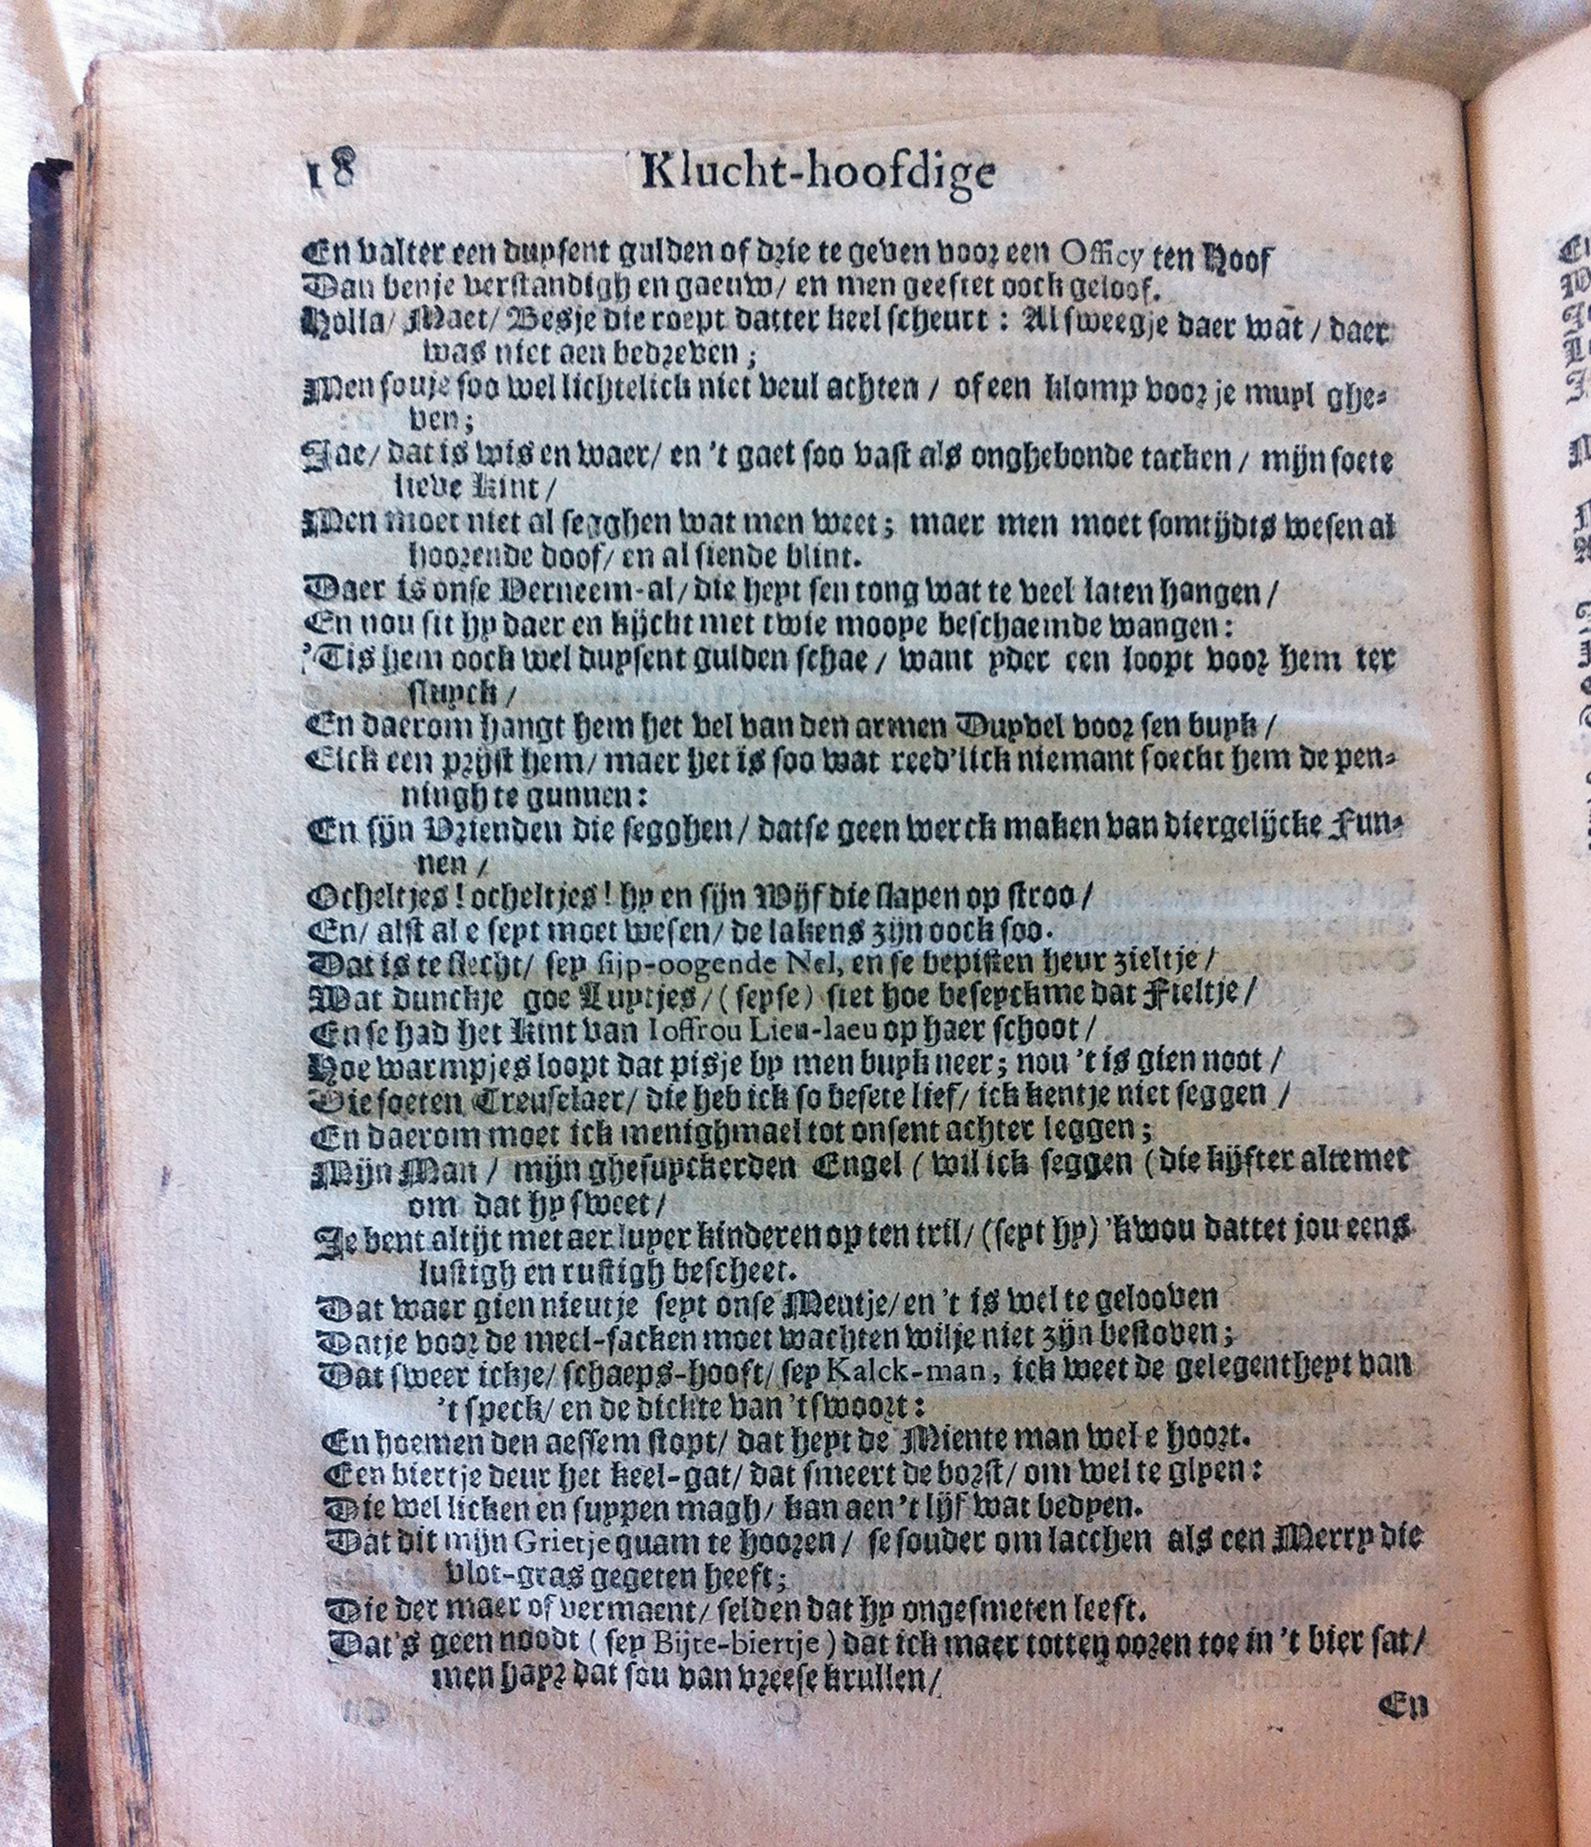 18 Klucht-hoofdige
En valter een duysent gulden of drie te geven voor een Officy ten Hoof
Dan benje verstandigh en gaeuw/ en men geeftet oock geloof.
Holla/ Maet/ Besje die roept datter keel scheurt: Al sweegje daer wat/ daer
was niet aen bedreven;
Men souje soo wel lichtelick niet veul achten/ of een klomp voor je muyl ghe-
ven;
Jae/ dat is wis en waer/ en 't gaet soo vast als onghebonde tacken/ mijn soete
lieve kint/
Men moet niet al segghen wat men weet; maer men moet somtijdts wesen al
hoorende doof/ en al siende blint.
Daer is onse Verneem-al/ die heyt sen tong wat te veel laten hangen/
En nou sit hy daer en kijckt met twie moope beschaemde wangen:
'Tis hem oock wel duysent gulden schae/ want yder een loopt voor hem ter
sluyck/
En daerom hangt hem het vel van den armen Duyvel voor sen buyk/
Elck een prijst hem/ maer het is soo wat reed'lick niemant soecht hem de pen-
ningh te gunnen:
En sijn Vrienden die segghen/ datse geen werck maken van diergelijcke Fun-
nen/
Ocheltjes! ocheltjes! hy en sijn Wijf die slapen op stroo/
En/ alst al e seyt moet wesen/ de lakens zijn oock soo.
Dat is te slecht/ sey sijp-oogende Nel, en se bepisten heur zieltje/
Wat dunckje goe Luytjes/ (seyse) siet hoe beseyckme dat Fieltje/
En se had het kint van Ioffrou Lieu-laeu op haer schoot/
Hoe warmpjes loopt dat pisje by men buyk neer; nou 't is gien noot/
Die soeten Treuselaer/ die heb ick so besete lief/ ick kentje niet seggen/
En daerom moet ick menighmael tot onsent achter leggen;
Mijn Man/ mijn ghesuyckerden Engel (wil ick seggen (die kijfter altemet
om dat hy sweet/
Je bent altijt met aer luyer kinderen op ten tril/ (seyt hy) 'k wou dattet jou eens
lustigh en rustigh bescheet.
Dat waer gien nieutje seyt onse Mentje/ en 't is wel te gelooven
Datje voor de meel-sacken moet wachten wilje niet zijn bestoven;
Dat sweer ickje/ schaeps-hooft/ sey Kalck-man, ick weet de gelegentheyt van
't speck/ en de dickte van 't swoort:
En hoemen den aessem stopt/ dat heyt de Miente man wel e hoort.
Een biertje deur het keel-gat/ dat smeert de borst/ om wel te glyen:
Die wel licken en suypen magh/ kan aen 't lijf wat bedyen.
Dat dit mijn Grietje quam te hooren/ se souder om lacchen als een Merry die
vlot-gras gegeten heeft;
Die der maer of vermaent/ selden dat hy ongesmeten leeft.
Dat's geen noodt (sey Bijte-biertje) dat ick maer totten ooren toe in 't bier sat/
men hayr dat sou van vreese krullen/
En